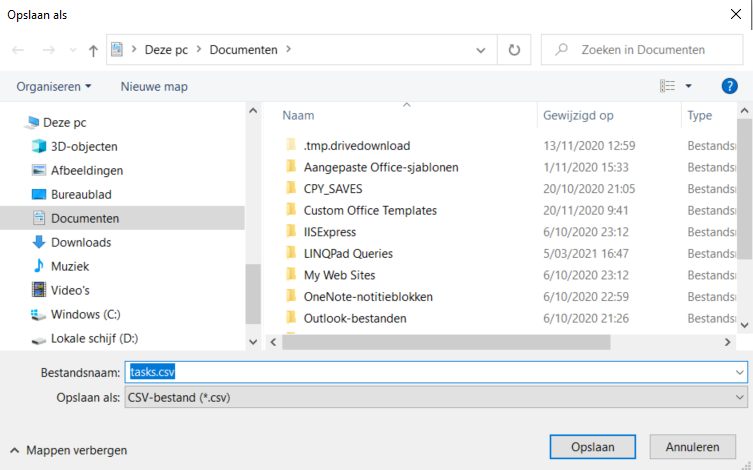 Opslaan als
Deze pc Documenten
Zoeken in Documenten
Organiseren Nieuwe map
Deze pc
3D-objecten
Afbeeldingen
Bureaublad
Documenten
Downloads
Muziek
Video's
Windows (C:)
Lokale schijf (D:)
Naam Gewijzigd op Type
.tmp.drivedownload 13/11/2020 12:59 Bestands
Aangepaste Office-sjablonen 1/11/2020 15:33 Bestands
CPY_SAVES 20/10/2020 21:05 Bestands
Custom Office Templates 20/11/2020 9:41 Bestands
IISExpress 6/10/2020 23:12 Bestands
LINQPad Queries 5/03/2021 16:47 Bestands
My Web Sites 6/10/2020 23:12 Bestands
OneNote-notitieblokken 6/10/2020 22:59 Bestands
Outlook-bestanden 6/10/2020 21:26 Bestands
Bestandsnaam: tasks.csv
Opslaan als: CSV-bestand (*.csv)
Mappen verbergen
Opslaan Annuleren